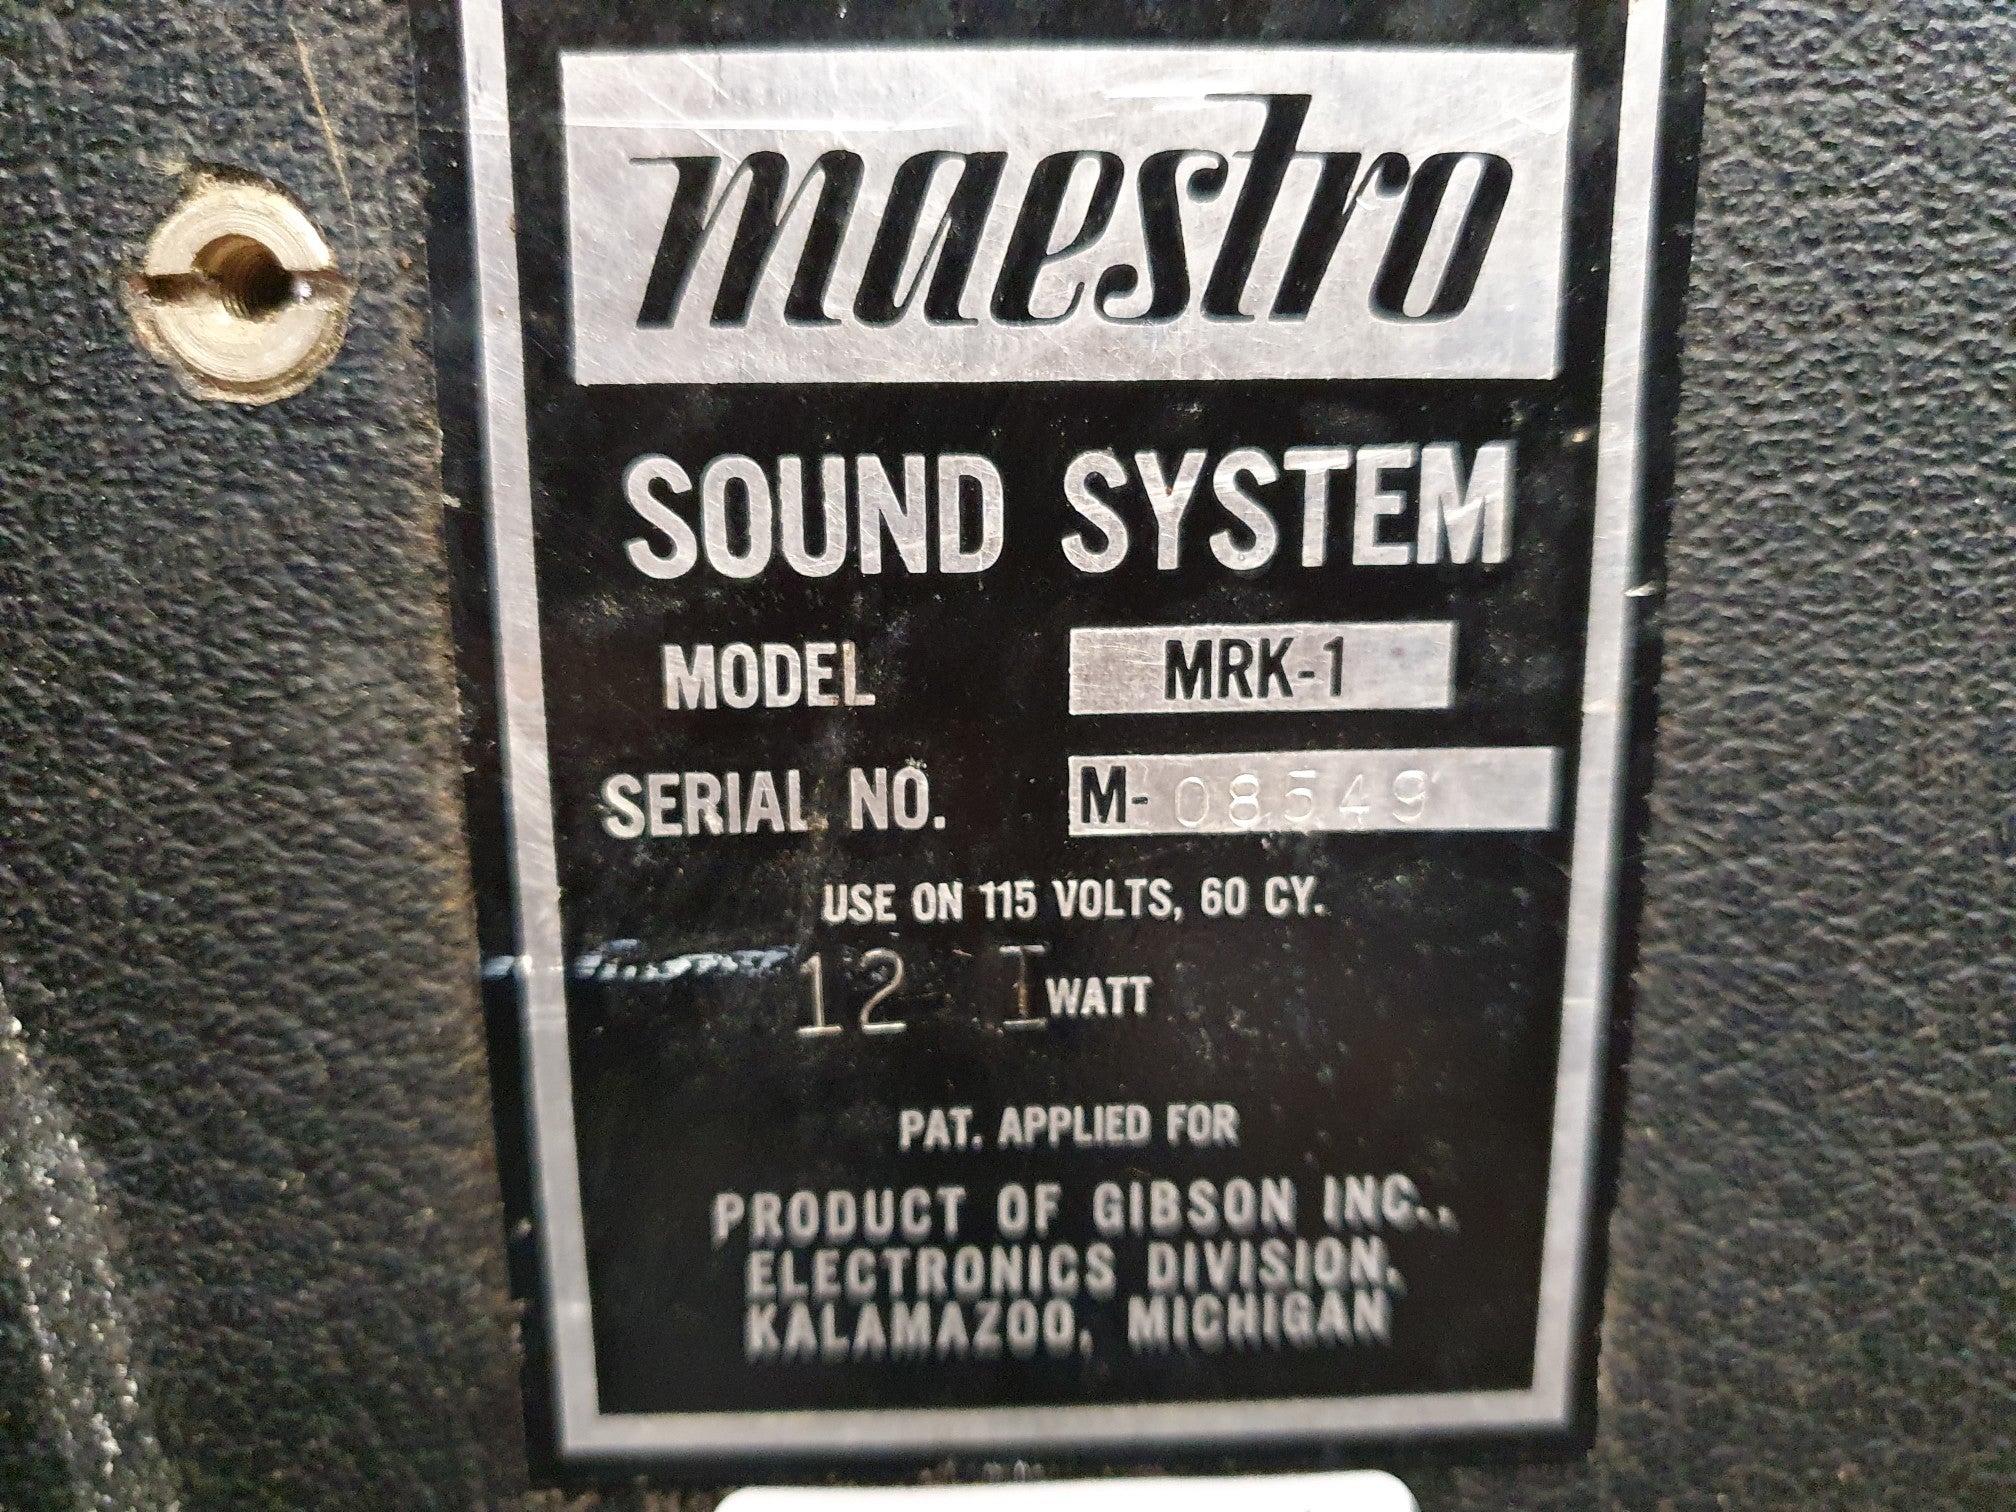 maestro
SOUND SYSTEM
MODEL MRK-1
SERIAL NO. M-08549
USE ON 115 VOLTS, 60 CY.
12 I WATT
PAT. APPLIED FOR
PRODUCT OF GIBSON INC.,
ELECTRONICS DIVISION,
KALAMAZOO, MICHIGAN